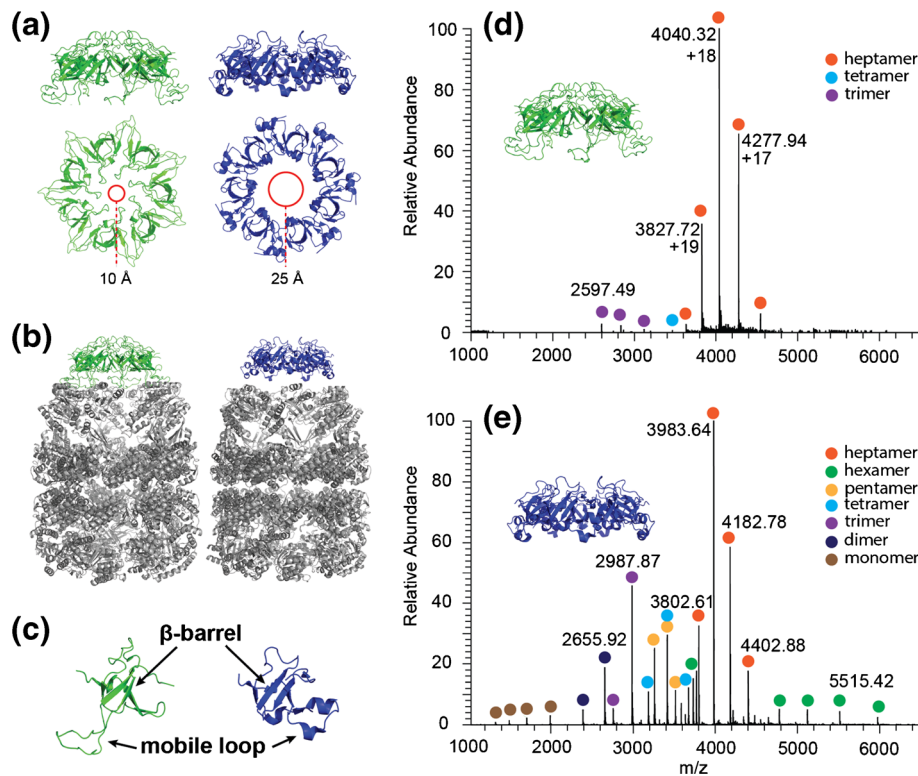 (a)
10 Å
25 Å
(b)
(c)
β-barrel
mobile loop
(d)
Relative Abundance
100
80
60
40
20
0
4040.32
+18
4277.94
+17
3827.72
+19
2597.49
heptamer
tetramer
trimer
1000 2000 3000 4000 5000 6000
(e)
Relative Abundance
100
80
60
40
20
0
3983.64
4182.78
2987.87
3802.61
2655.92
4402.88
5515.42
heptamer
hexamer
pentamer
tetramer
trimer
dimer
monomer
1000 2000 3000 4000 5000 6000
m/z